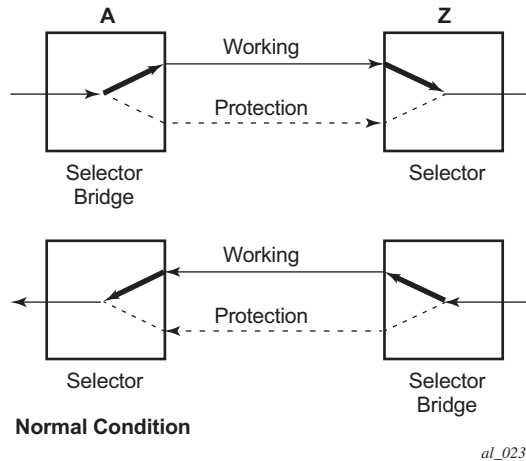 A
Z
Working
Protection
Selector
Bridge
Selector
Working
Protection
Selector
Selector
Bridge
Normal Condition
al_023